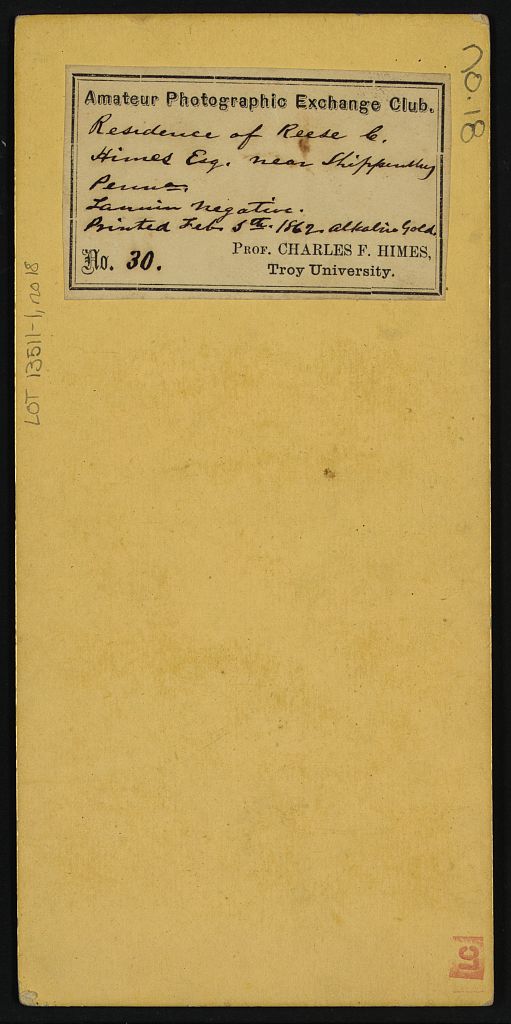 Amateur Photographic Exchange Club.
Residence of Reese C.
Himes Esq. near Shippensburg
Penna.
Tannin Negative.
Printed Feb. 5th. 1862. Alkaline Gold.
No. 30.
PROF. CHARLES F. HIMES,
Troy University.
no. 18
LOT 13511-1, no 18